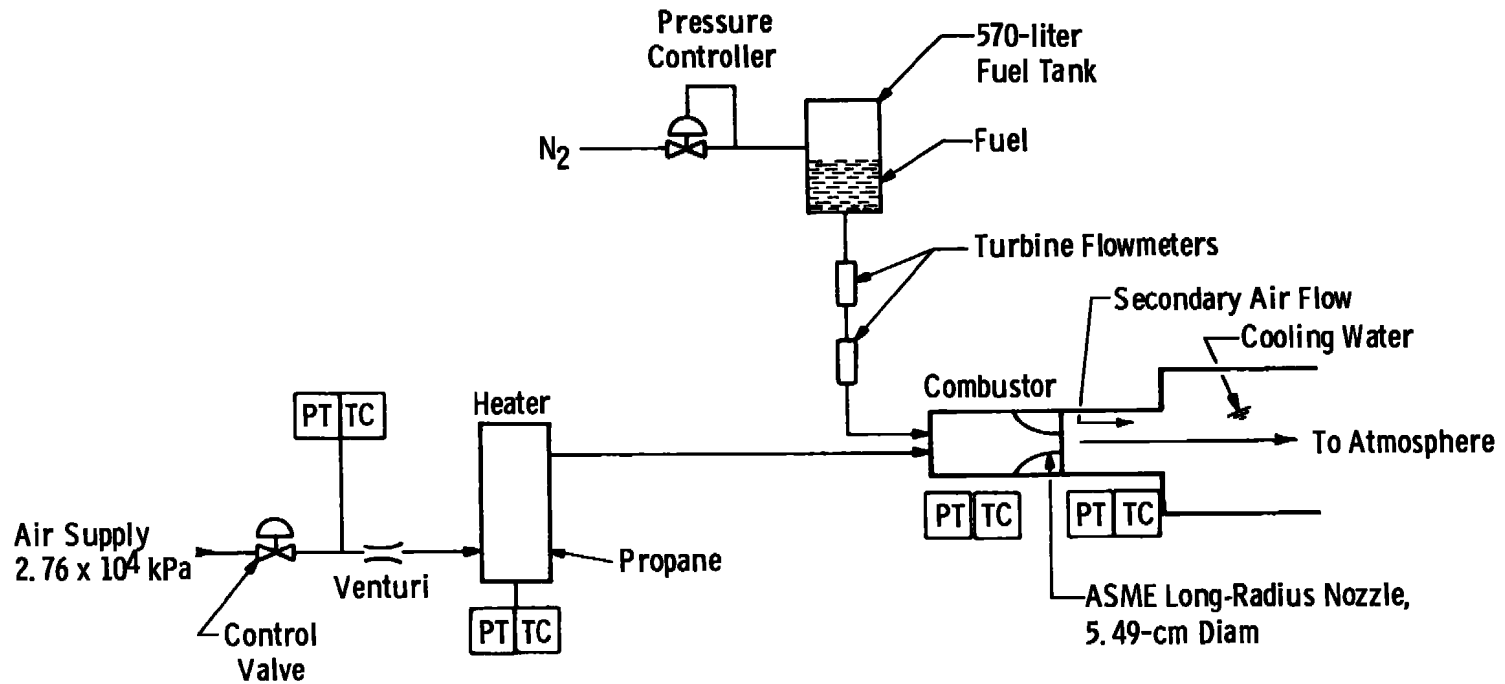 Pressure
Controller
570-liter
Fuel Tank
N2
Fuel
Turbine Flowmeters
Secondary Air Flow
Cooling Water
Combustor
To Atmosphere
PT TC
Heater
PT TC
PT TC
Air Supply
2.76 x 104 kPa
Venturi
Propane
Control
Valve
PT TC
ASME Long-Radius Nozzle,
5.49-cm Diam